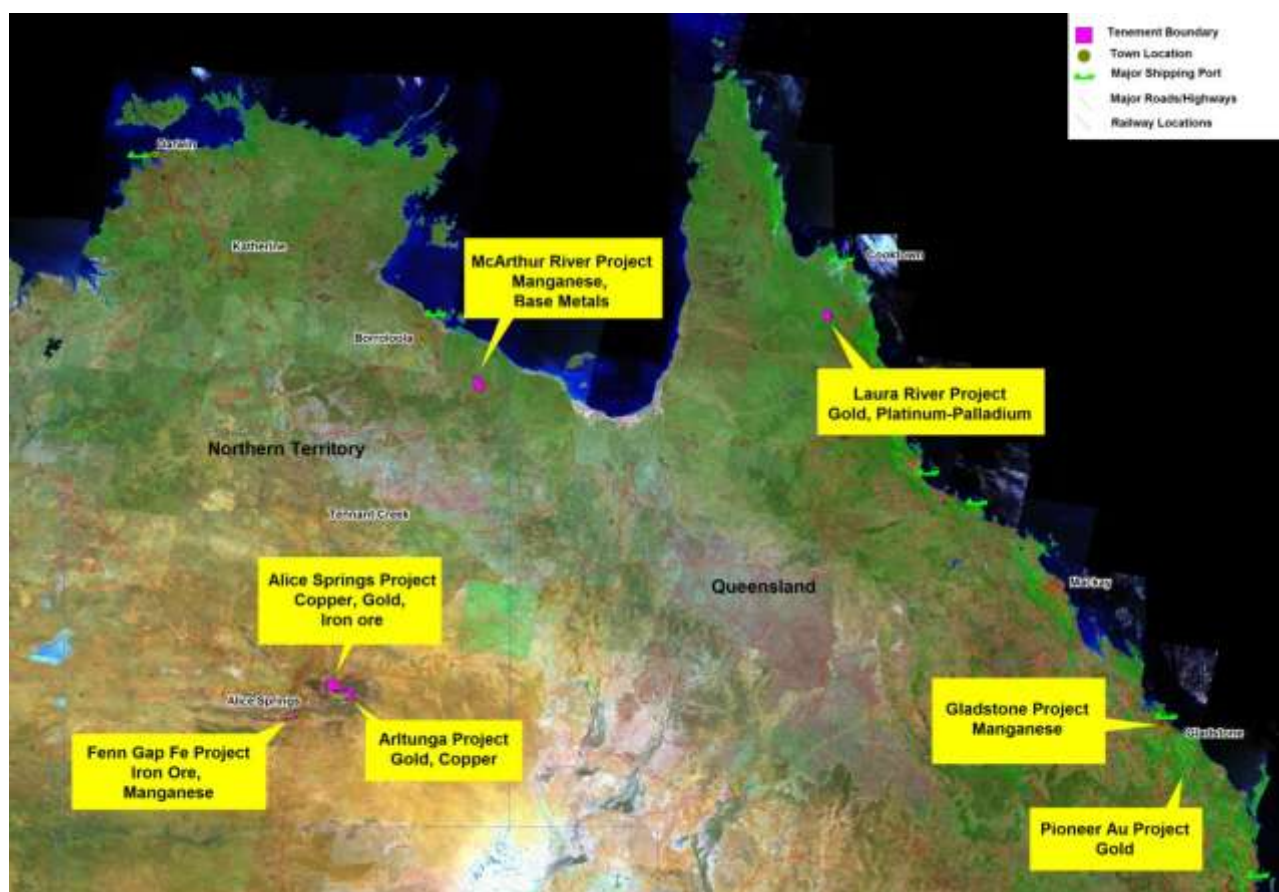 Tenement Boundary
Town Location
Major Shipping Port
Major Roads/Highways
Railway Locations
Darwin
Katherine
Cooktown
McArthur River Project
Manganese,
Base Metals
Borroloola
Laura River Project
Gold, Platinum-Palladium
Northern Territory
Tennant Creek
Alice Springs Project
Copper, Gold,
Iron ore
Queensland
Mackay
Alice Springs
Gladstone Project
Manganese
Gladstone
Fenn Gap Fe Project
Iron Ore,
Manganese
Arltunga Project
Gold, Copper
Pioneer Au Project
Gold